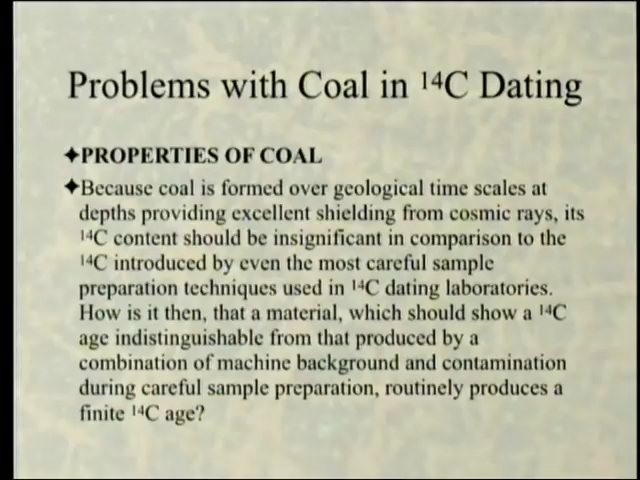 Problems with Coal in ¹⁴C Dating
✦PROPERTIES OF COAL
✦Because coal is formed over geological time scales at
depths providing excellent shielding from cosmic rays, its
¹⁴C content should be insignificant in comparison to the
¹⁴C introduced by even the most careful sample
preparation techniques used in ¹⁴C dating laboratories.
How is it then, that a material, which should show a ¹⁴C
age indistinguishable from that produced by a
combination of machine background and contamination
during careful sample preparation, routinely produces a
finite ¹⁴C age?